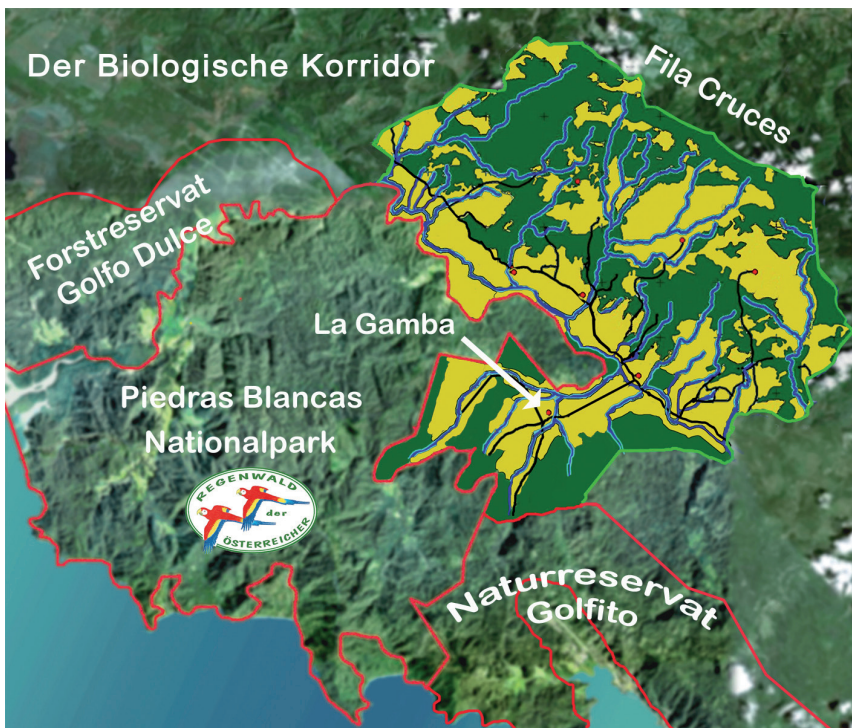 Der Biologische Korridor
Fila Cruces
Forstreservat
Golfo Dulce
La Gamba
Piedras Blancas
Nationalpark
REGENWALD
der
ÖSTERREICHER
Naturreservat
Golfito